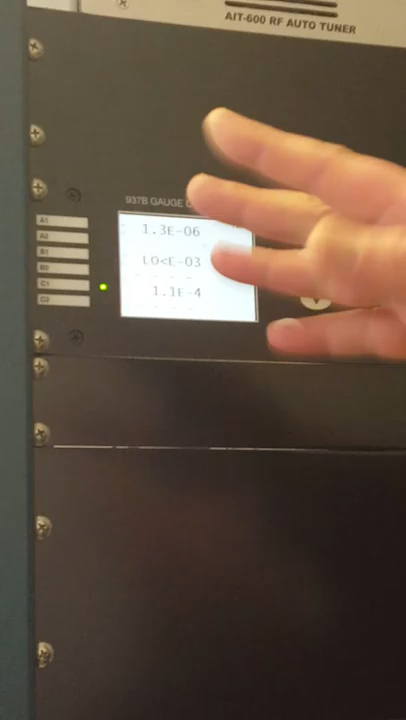 AIT-600 RF AUTO TUNER
937B GAUGE
1.3E-06
LO<E-03
1.1E-4
A1
A2
B1
B2
C1
C2